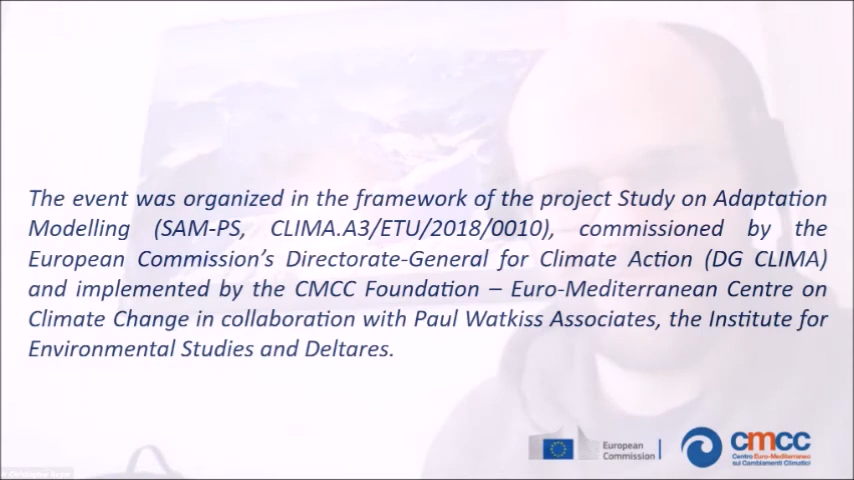 The event was organized in the framework of the project Study on Adaptation
Modelling (SAM-PS, CLIMA.A3/ETU/2018/0010), commissioned by the
European Commission's Directorate-General for Climate Action (DG CLIMA)
and implemented by the CMCC Foundation – Euro-Mediterranean Centre on
Climate Change in collaboration with Paul Watkiss Associates, the Institute for
Environmental Studies and Deltares.
European
Commission
cmcc
Centro Euro-Mediterraneo
sui Cambiamenti Climatici